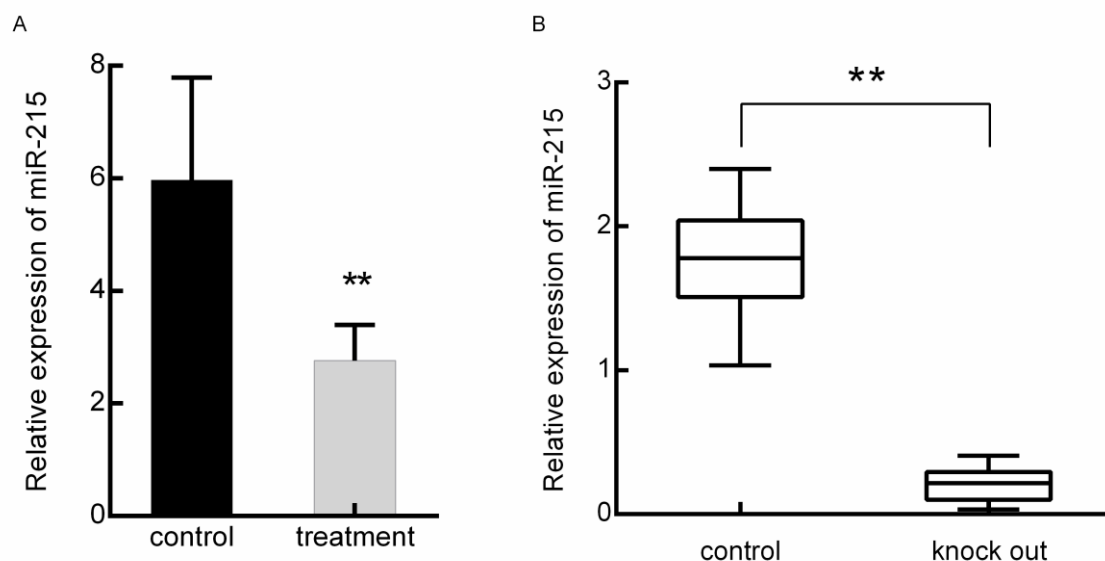 A
Relative expression of miR-215
8
6
4
2
0
**
control
treatment
B
Relative expression of miR-215
3
2
1
0
**
control
knock out